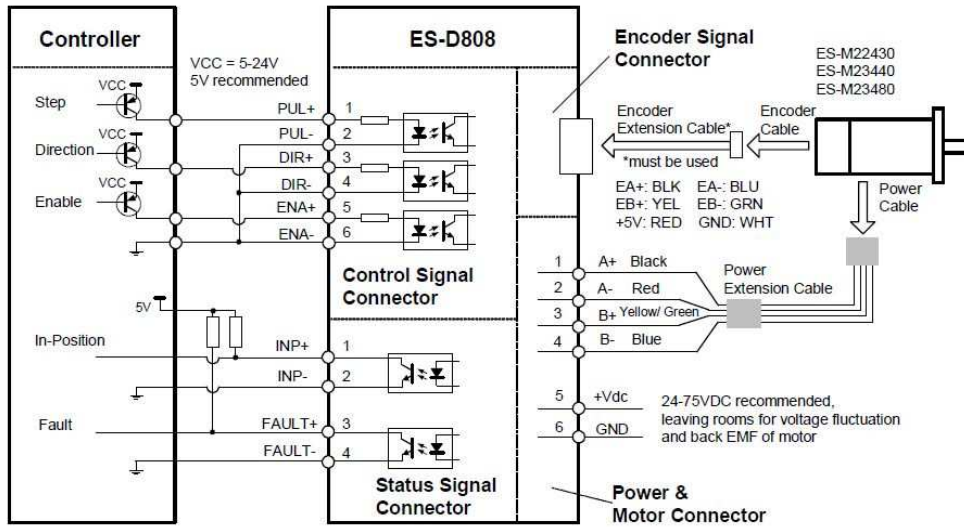 Controller
ES-D808
VCC = 5-24V
5V recommended
VCC
Step
VCC
Direction
VCC
Enable
PUL+ 1
PUL- 2
DIR+ 3
DIR- 4
ENA+ 5
ENA- 6
Control Signal
Connector
5V
In-Position
INP+ 1
INP- 2
Fault
FAULT+ 3
FAULT- 4
Status Signal
Connector
Encoder Signal
Connector
ES-M22430
ES-M23440
ES-M23480
Encoder
Extension Cable*
*must be used
Encoder
Cable
EA+: BLK EA-: BLU
EB+: YEL EB-: GRN
+5V: RED GND: WHT
Power
Cable
1 A+ Black
2 A- Red
3 B+ Yellow/ Green
4 B- Blue
Power
Extension Cable
5 +Vdc
6 GND
24-75VDC recommended,
leaving rooms for voltage fluctuation
and back EMF of motor
Power &
Motor Connector